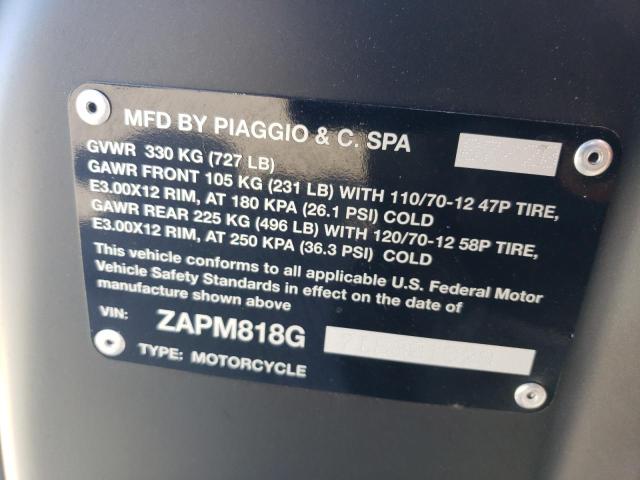 MFD BY PIAGGIO & C. SPA
GVWR 330 KG (727 LB)
GAWR FRONT 105 KG (231 LB) WITH 110/70-12 47P TIRE,
E3.00X12 RIM, AT 180 KPA (26.1 PSI) COLD
GAWR REAR 225 KG (496 LB) WITH 120/70-12 58P TIRE,
E3.00X12 RIM, AT 250 KPA (36.3 PSI) COLD
This vehicle conforms to all applicable U.S. Federal Motor
Vehicle Safety Standards in effect on the date of
manufacture shown above
VIN: ZAPM818G
TYPE: MOTORCYCLE